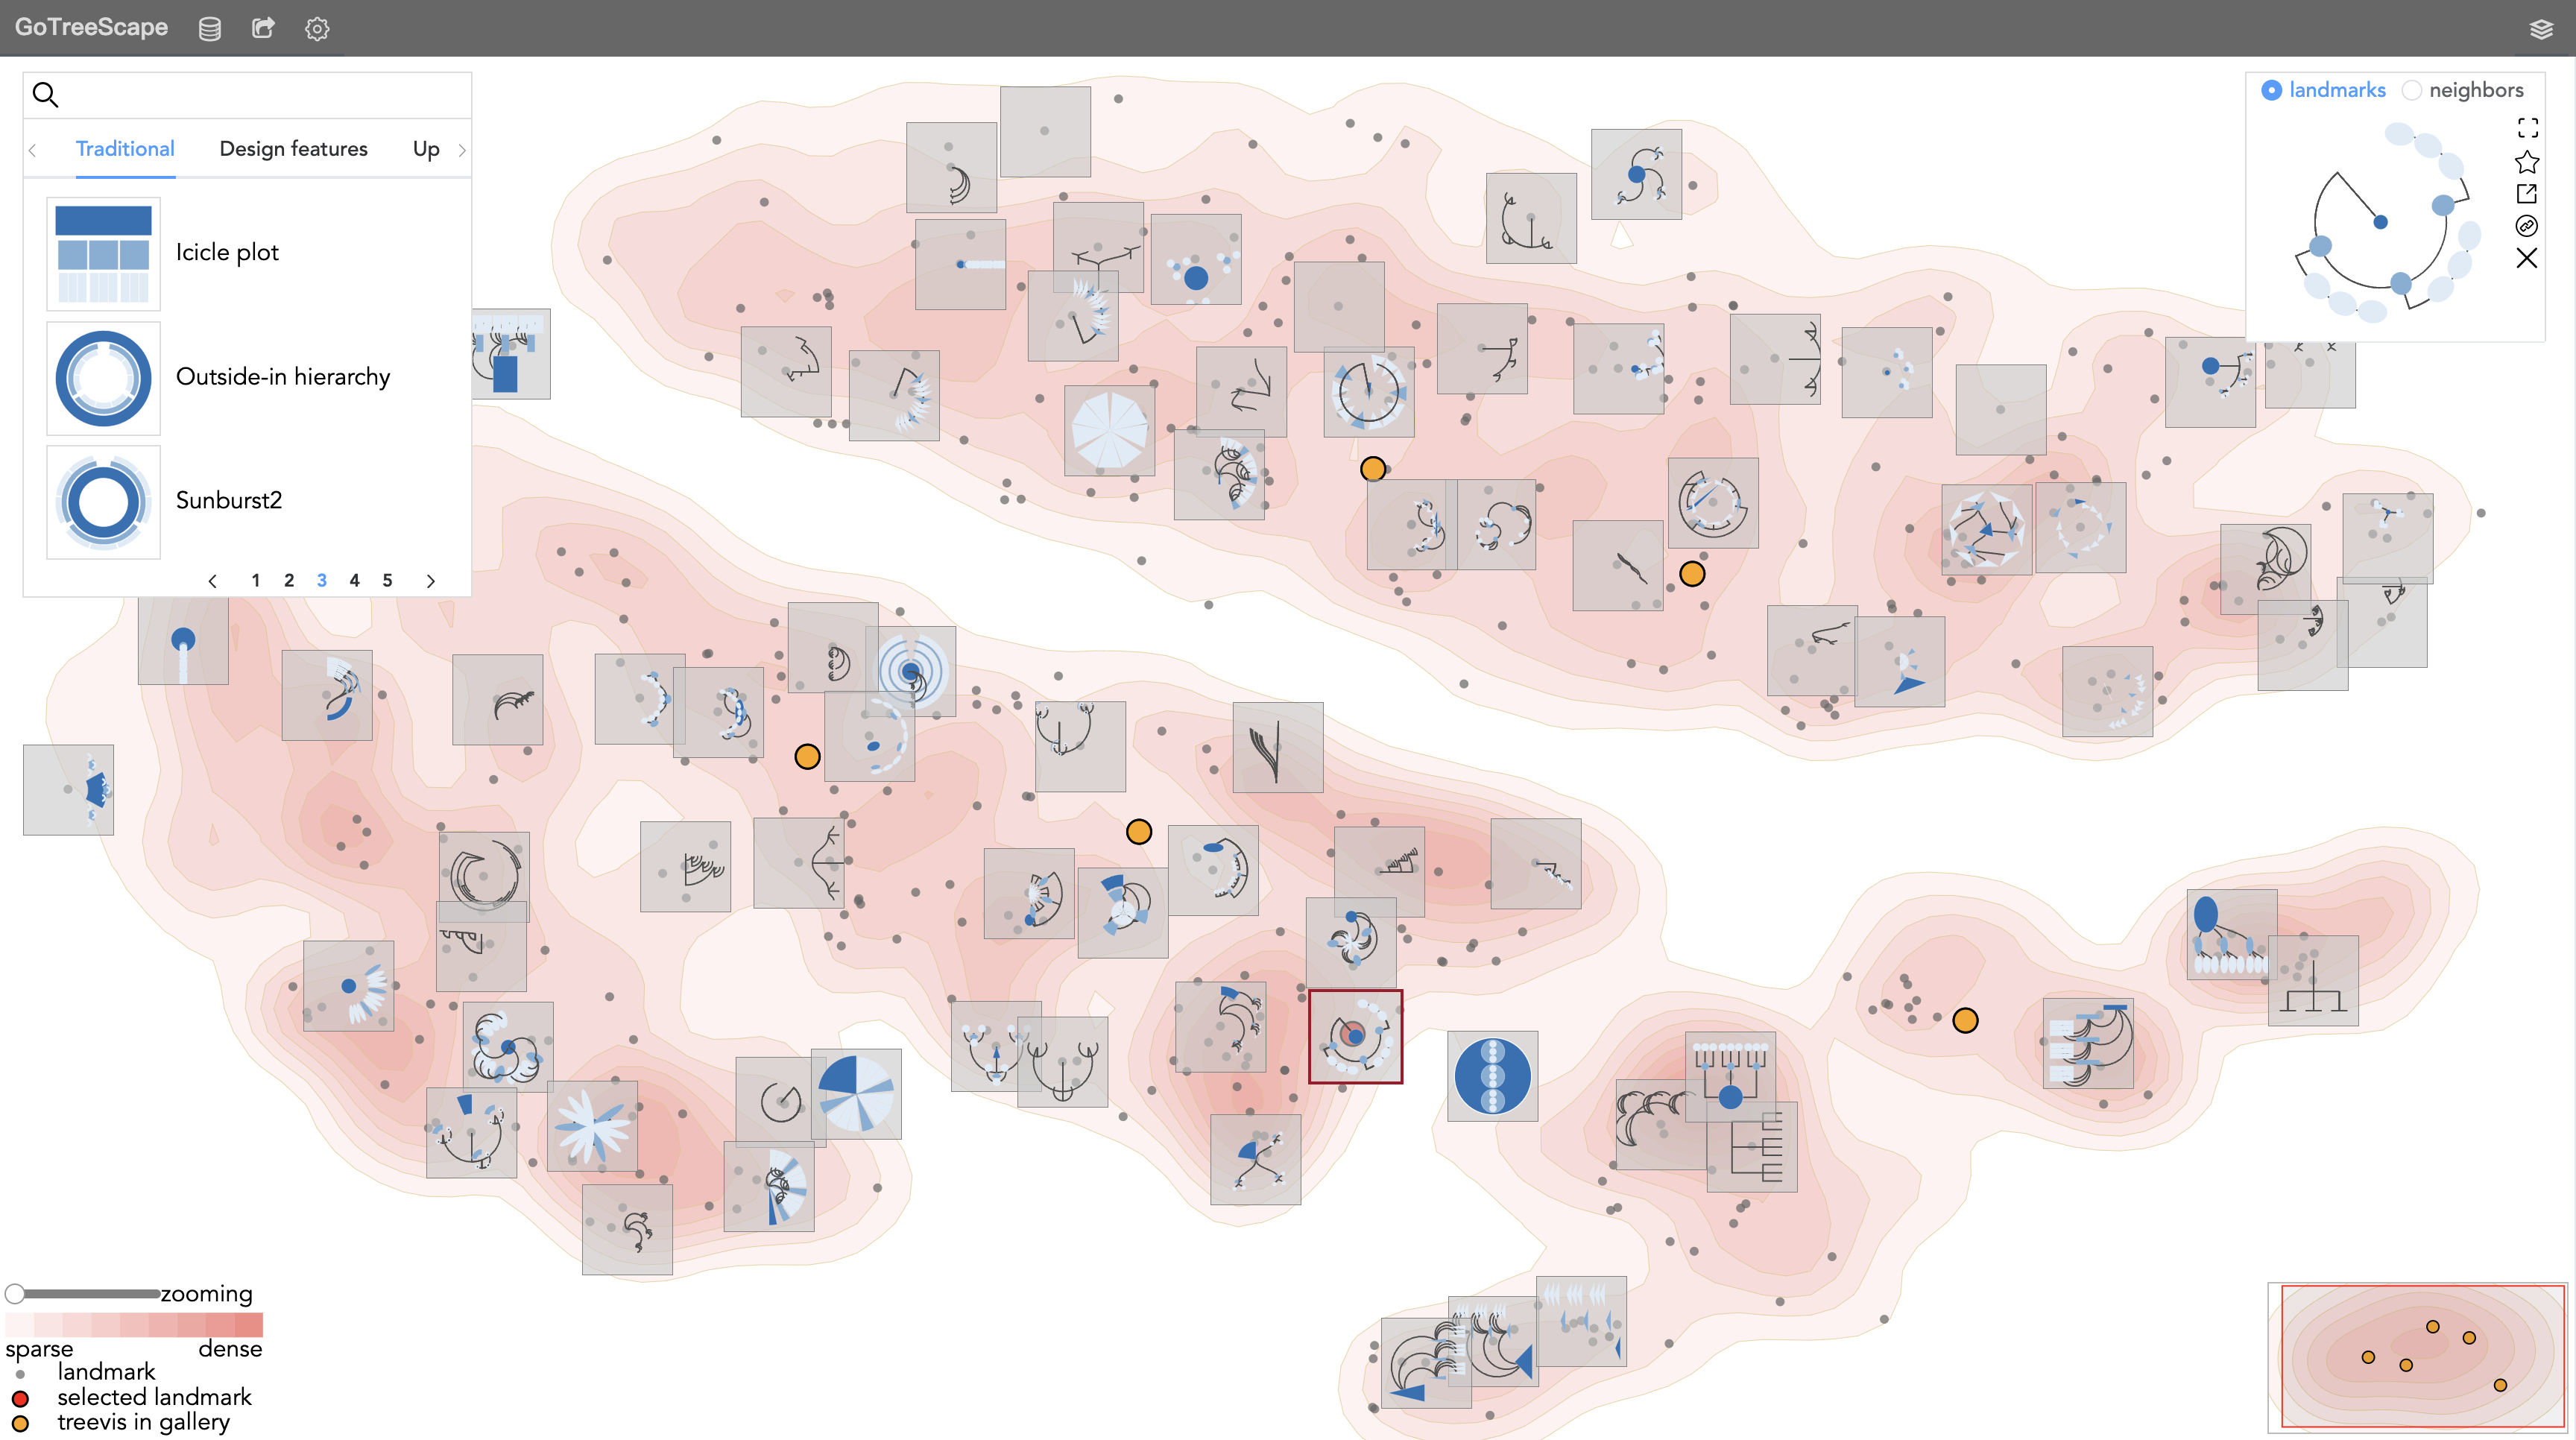 GoTreeScape
landmarks neighbors
Traditional Design features Up
Icicle plot
Outside-in hierarchy
Sunburst2
1 2 3 4 5
zooming
sparse dense
landmark
selected landmark
treevis in gallery